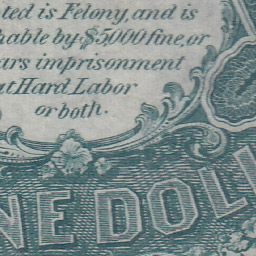 ted is Felony, and is
hable by $5000 fine, or
ars imprisonment
at Hard Labor
or both.
NE DOLL